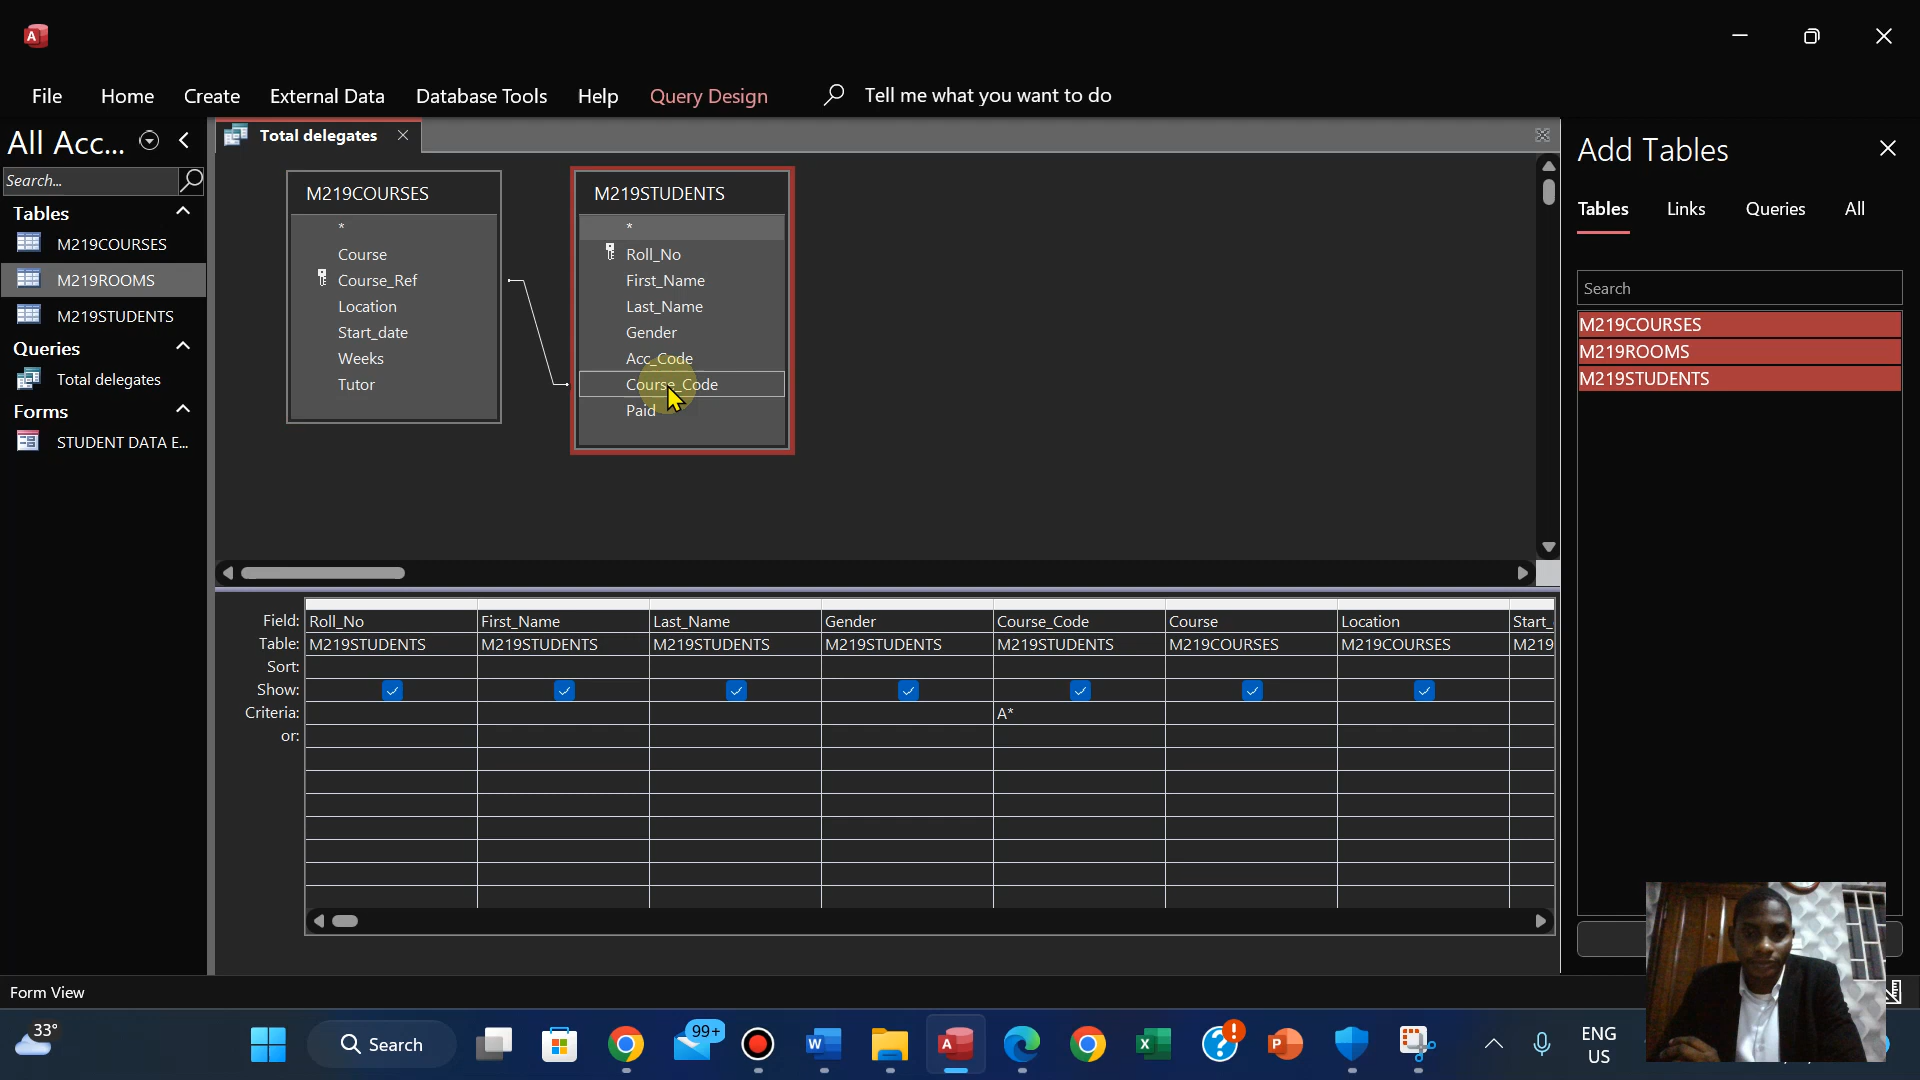 File Home Create External Data Database Tools Help Query Design Tell me what you want to do
All Acc...
Search...
Tables
M219COURSES
M219ROOMS
M219STUDENTS
Queries
Total delegates
Forms
STUDENT DATA E...
Total delegates
M219COURSES
*
Course
Course_Ref
Location
Start_date
Weeks
Tutor
M219STUDENTS
*
Roll_No
First_Name
Last_Name
Gender
Acc_Code
Course_Code
Paid
Field: Roll_No First_Name Last_Name Gender Course_Code Course Location Start_
Table: M219STUDENTS M219STUDENTS M219STUDENTS M219STUDENTS M219STUDENTS M219COURSES M219COURSES M219
Sort:
Show:
Criteria: A*
or:
Add Tables
Tables Links Queries All
Search
M219COURSES
M219ROOMS
M219STUDENTS
Form View
33°
Search
99+
ENG
US